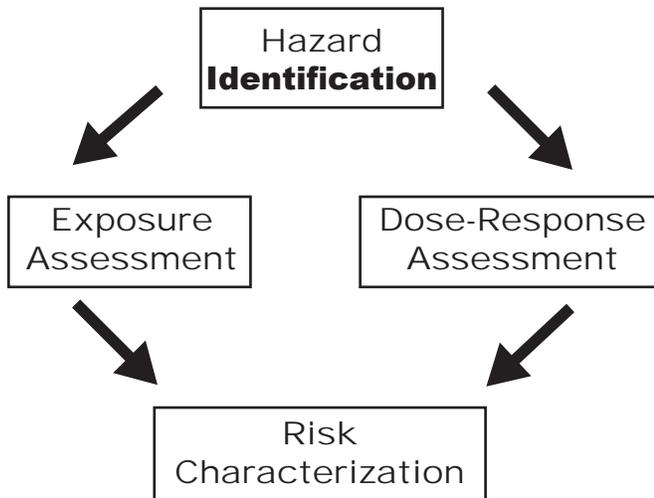 Hazard
Identification
Exposure
Assessment
Dose-Response
Assessment
Risk
Characterization